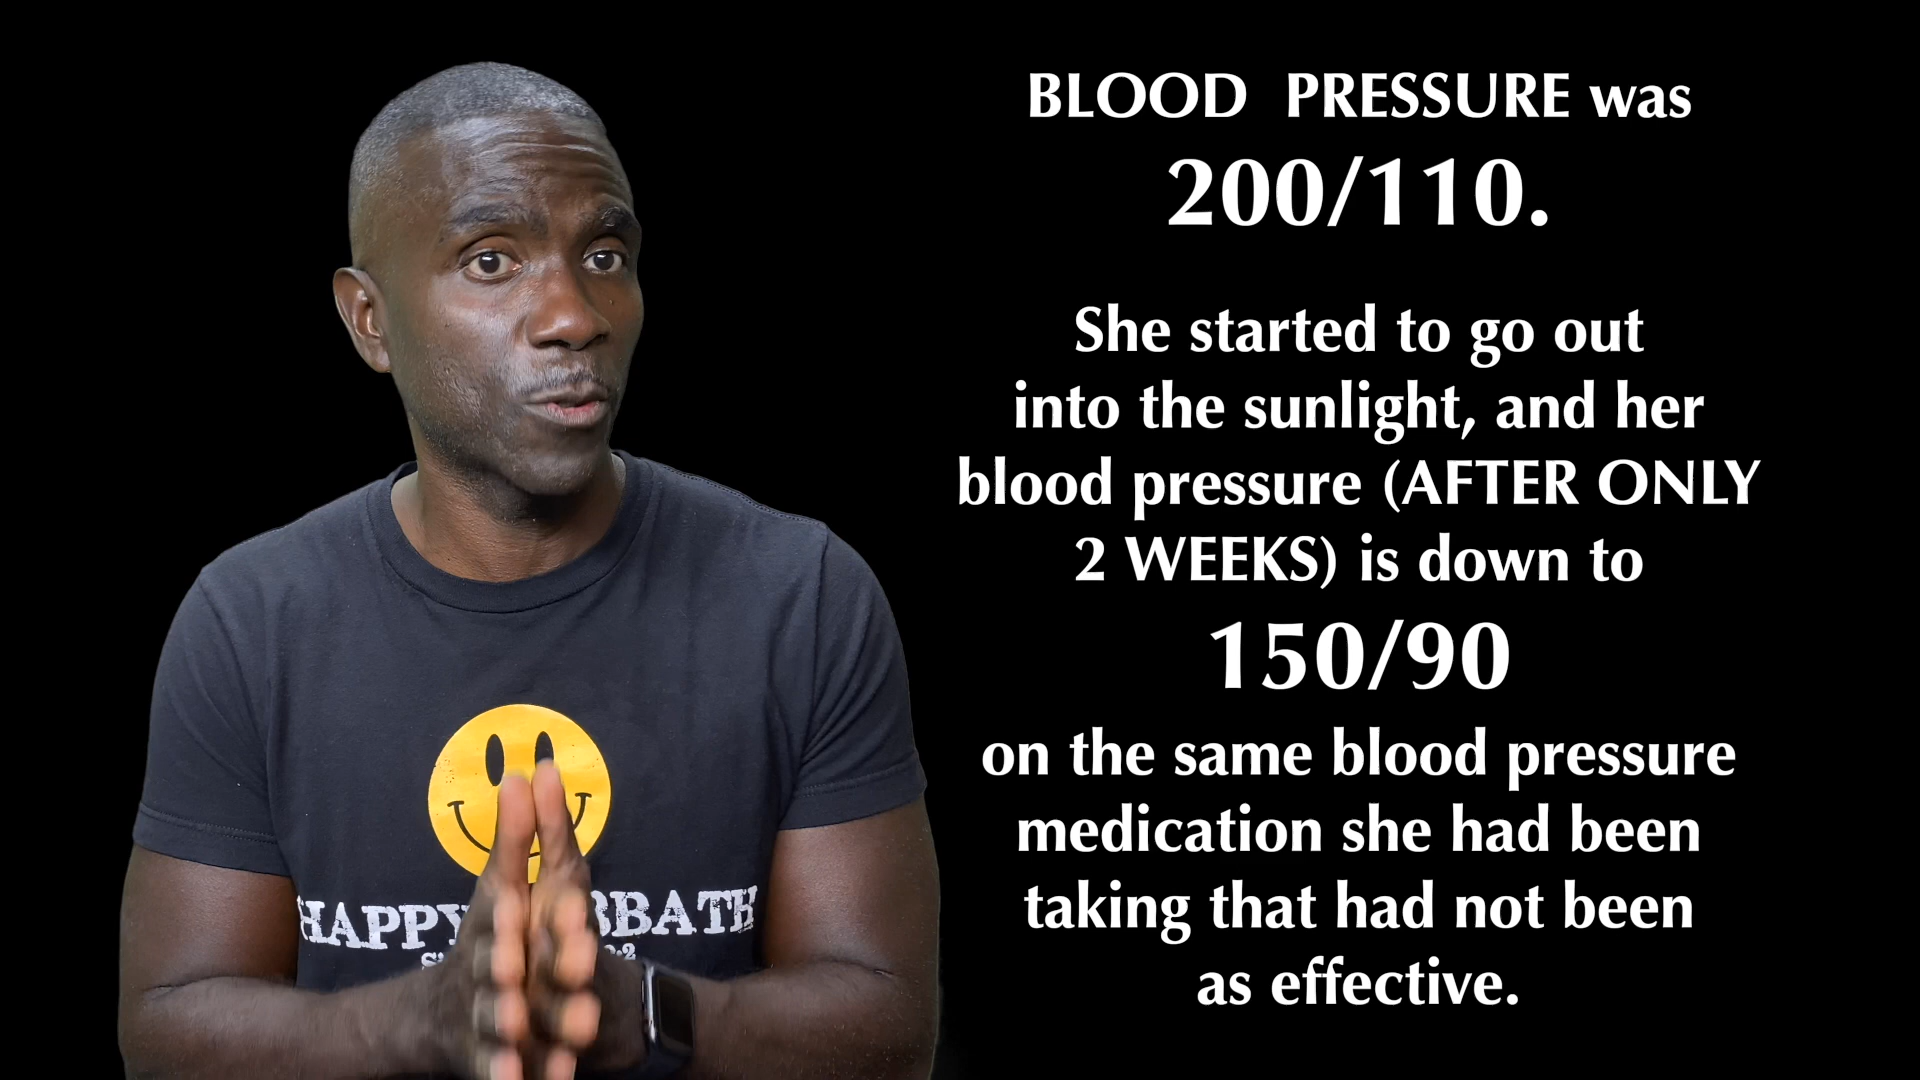 BLOOD PRESSURE was
200/110.
She started to go out
into the sunlight, and her
blood pressure (AFTER ONLY
2 WEEKS) is down to
150/90
on the same blood pressure
medication she had been
taking that had not been
as effective.
HAPPY